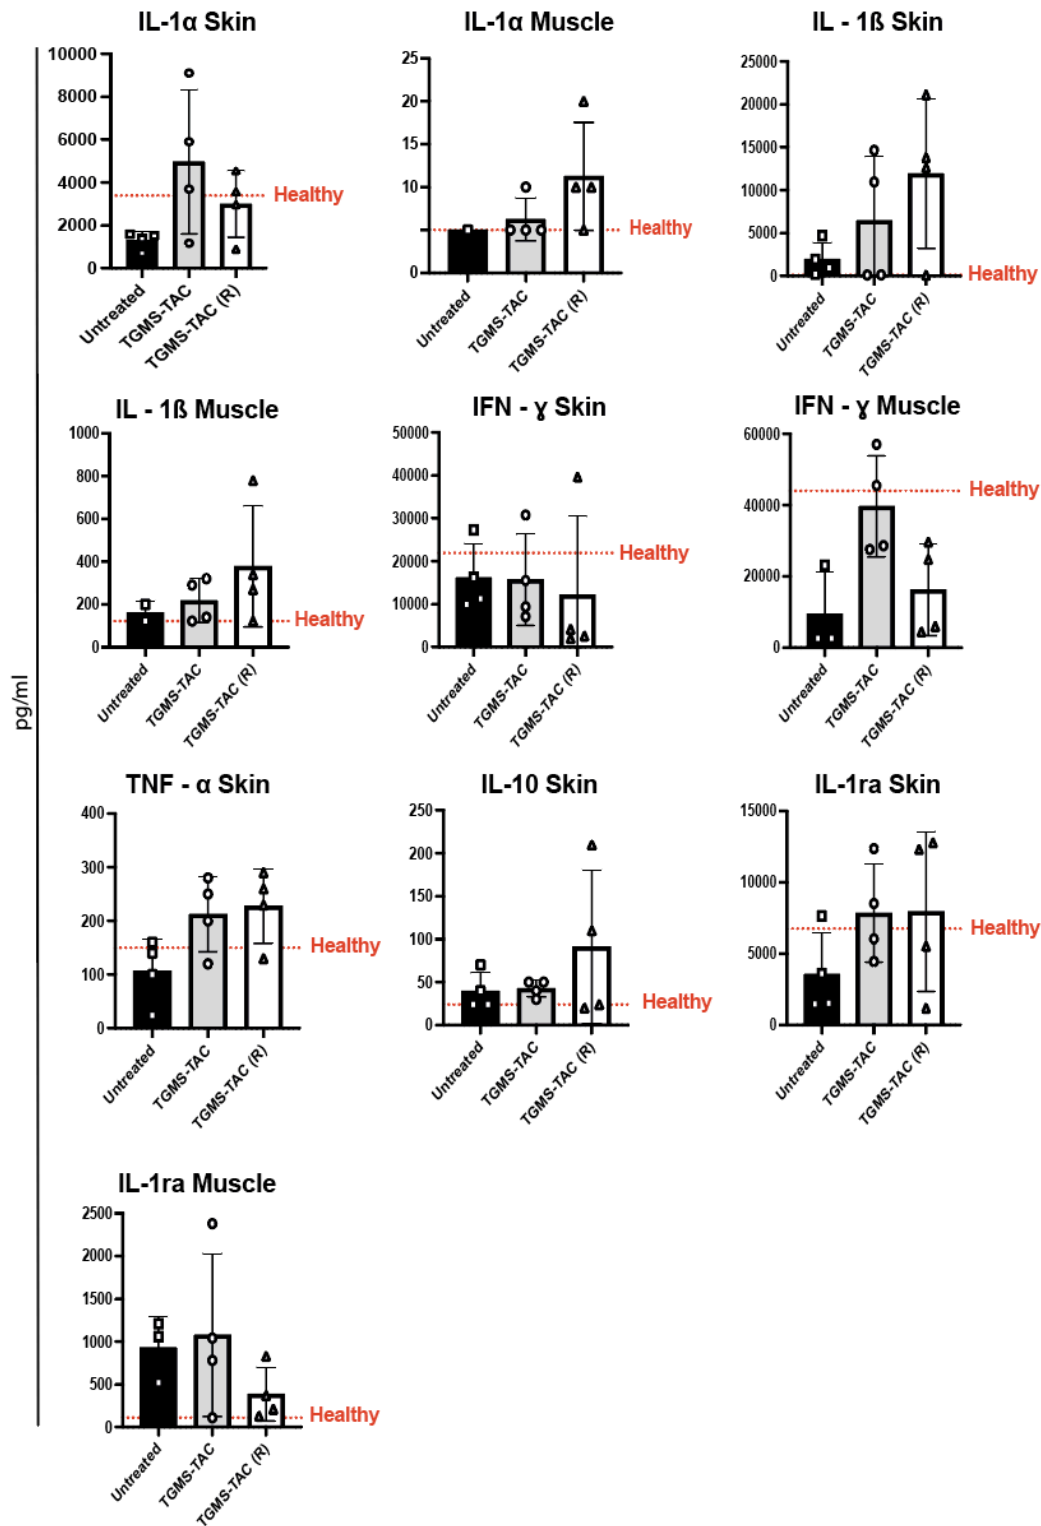 IL-1α Skin
10000
8000
6000
4000
2000
0
Healthy
Untreated
TGMS-TAC
TGMS-TAC (R)
IL-1α Muscle
25
20
15
10
5
0
Healthy
Untreated
TGMS-TAC
TGMS-TAC (R)
IL - 1ß Skin
25000
20000
15000
10000
5000
0
Healthy
Untreated
TGMS-TAC
TGMS-TAC (R)
pg/ml
IL - 1ß Muscle
1000
800
600
400
200
0
Healthy
Untreated
TGMS-TAC
TGMS-TAC (R)
IFN - ɣ Skin
50000
40000
30000
20000
10000
0
Healthy
Untreated
TGMS-TAC
TGMS-TAC (R)
IFN - ɣ Muscle
60000
40000
20000
0
Healthy
Untreated
TGMS-TAC
TGMS-TAC (R)
TNF - α Skin
400
300
200
100
0
Healthy
Untreated
TGMS-TAC
TGMS-TAC (R)
IL-10 Skin
250
200
150
100
50
0
Healthy
Untreated
TGMS-TAC
TGMS-TAC (R)
IL-1ra Skin
15000
10000
5000
0
Healthy
Untreated
TGMS-TAC
TGMS-TAC (R)
IL-1ra Muscle
2500
2000
1500
1000
500
0
Healthy
Untreated
TGMS-TAC
TGMS-TAC (R)